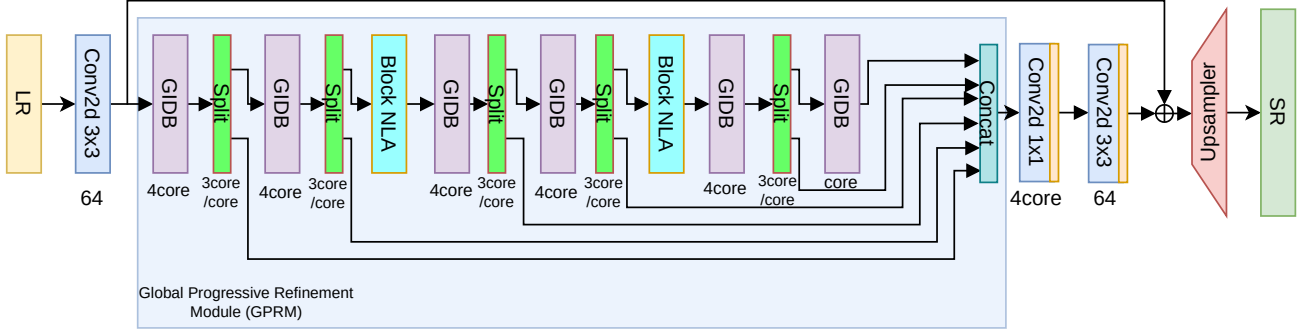 LR
Conv2d 3x3
64
GIDB
4core
Split
3core
/core
GIDB
4core
Split
3core
/core
Block NLA
GIDB
4core
Split
3core
/core
GIDB
4core
Split
3core
/core
Block NLA
GIDB
4core
Split
3core
/core
GIDB
core
Concat
Conv2d 1x1
4core
Conv2d 3x3
64
Upsampler
SR
Global Progressive Refinement
Module (GPRM)